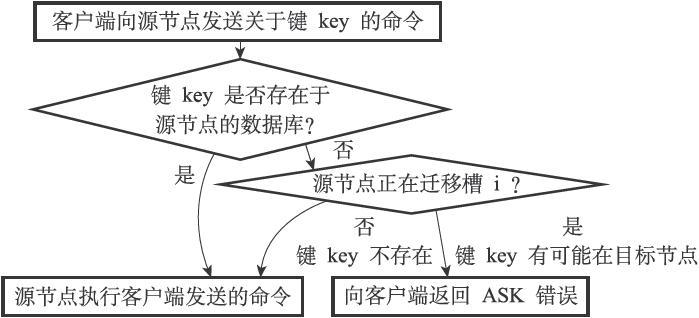 客户端向源节点发送关于键 key 的命令
键 key 是否存在于
源节点的数据库？
否
是
源节点正在迁移槽 i ？
否
键 key 不存在
是
键 key 有可能在目标节点
源节点执行客户端发送的命令
向客户端返回 ASK 错误